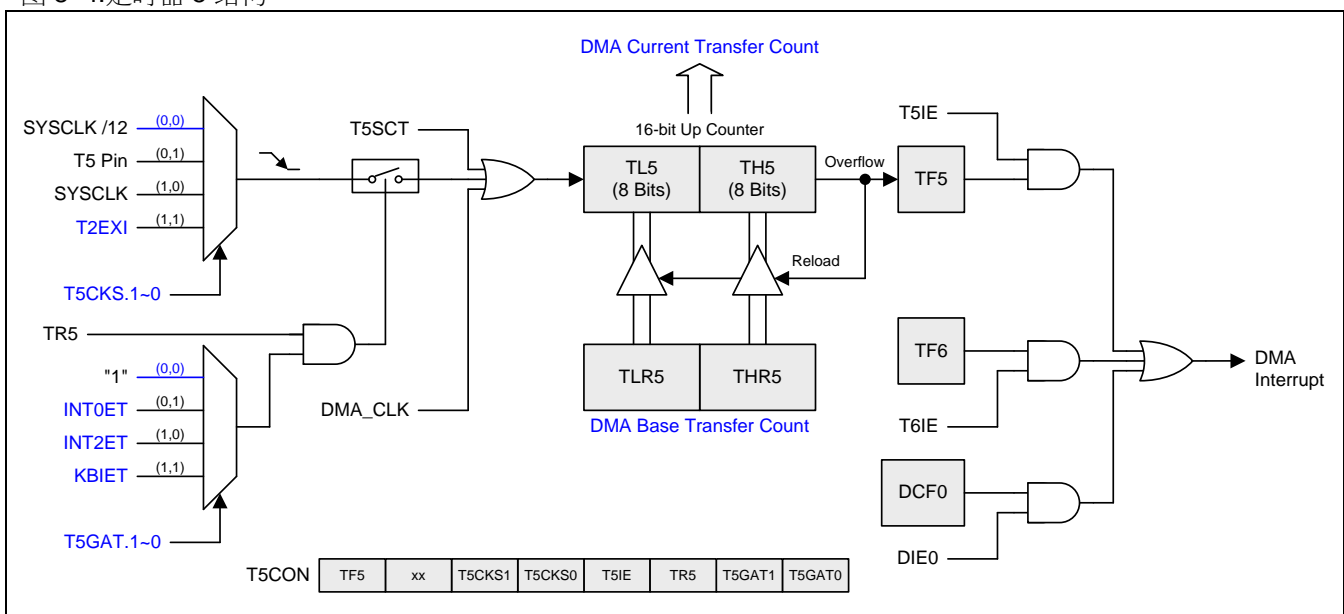 DMA Current Transfer Count
SYSCLK /12
(0,0)
T5 Pin
(0,1)
SYSCLK
(1,0)
T2EXI
(1,1)
T5CKS.1~0
T5SCT
16-bit Up Counter
TL5
(8 Bits)
TH5
(8 Bits)
Overflow
TF5
T5IE
Reload
TR5
"1"
(0,0)
INT0ET
(0,1)
INT2ET
(1,0)
KBIET
(1,1)
T5GAT.1~0
DMA_CLK
TLR5
THR5
DMA Base Transfer Count
TF6
T6IE
DMA
Interrupt
DCF0
DIE0
T5CON
TF5
xx
T5CKS1
T5CKS0
T5IE
TR5
T5GAT1
T5GAT0